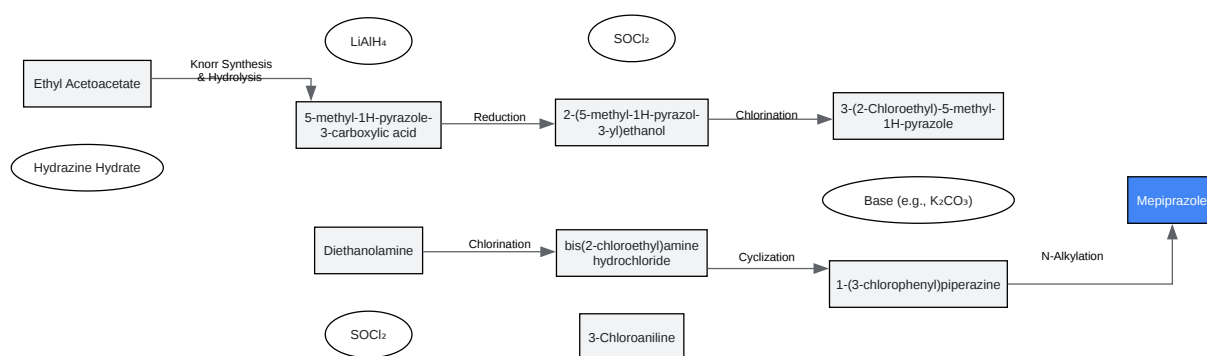 LiAlH₄
SOCl₂
Ethyl Acetoacetate
Knorr Synthesis
& Hydrolysis
5-methyl-1H-pyrazole-
3-carboxylic acid
Reduction
2-(5-methyl-1H-pyrazol-
3-yl)ethanol
Chlorination
3-(2-Chloroethyl)-5-methyl-
1H-pyrazole
Hydrazine Hydrate
Base (e.g., K₂CO₃)
Mepiprazole
Diethanolamine
Chlorination
bis(2-chloroethyl)amine
hydrochloride
Cyclization
1-(3-chlorophenyl)piperazine
N-Alkylation
SOCl₂
3-Chloroaniline